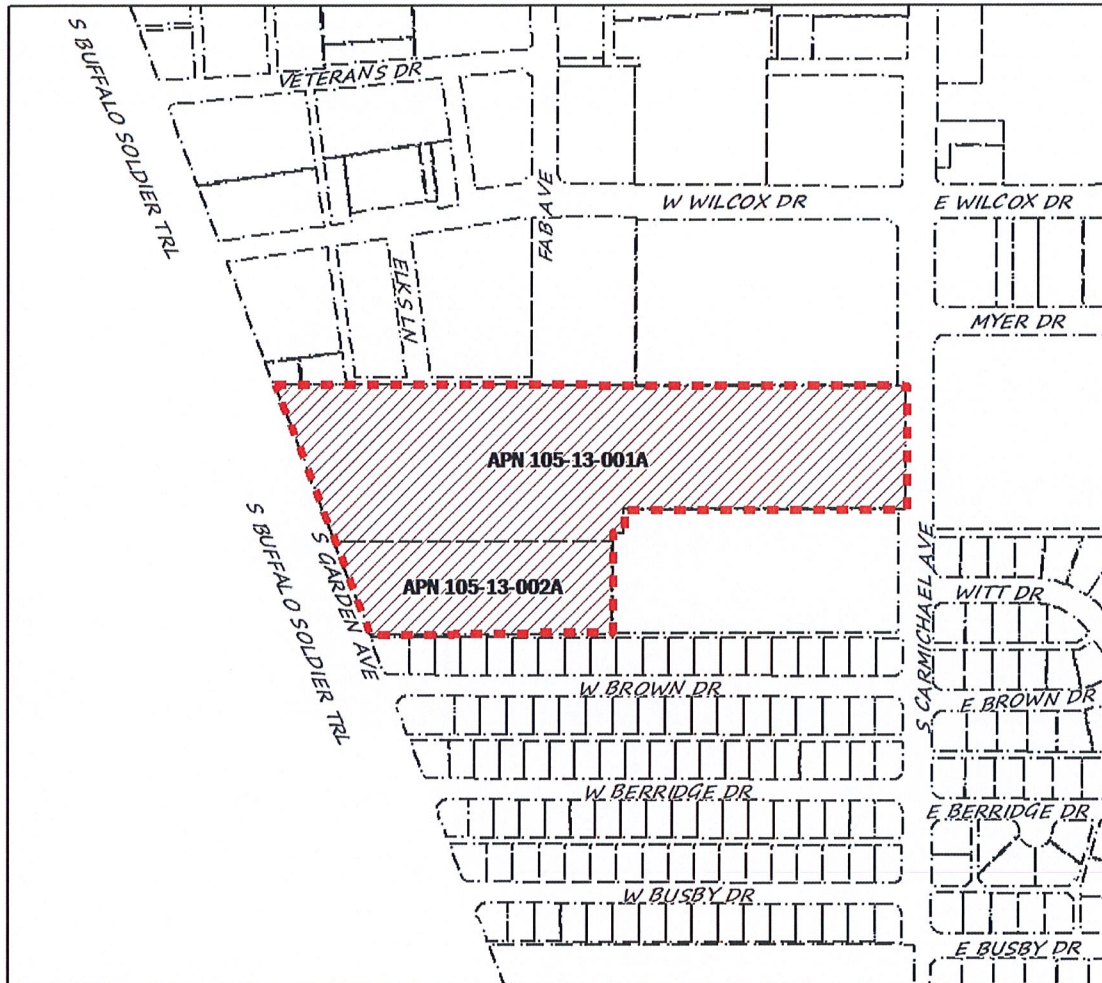 S BUFFALO SOLDIER TRL
VETERANS DR
FAB AVE
W WILCOX DR
E WILCOX DR
ELKS LN
MYER DR
APN 105-13-001A
S BUFFALO SOLDIER TRL
S GARDEN AVE
APN 105-13-002A
S CARMICHAEL AVE
WITT DR
W BROWN DR
E BROWN DR
W BERRIDGE DR
E BERRIDGE DR
W BUSBY DR
E BUSBY DR